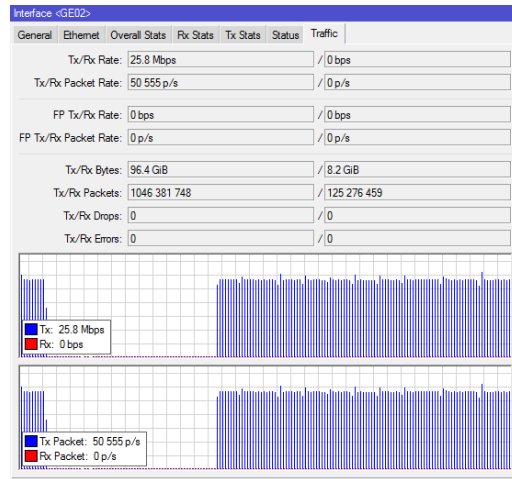 Interface <GE02>
General Ethernet Overall Stats Rx Stats Tx Stats Status Traffic
Tx/Rx Rate: 25.8 Mbps / 0 bps
Tx/Rx Packet Rate: 50 555 p/s / 0 p/s
FP Tx/Rx Rate: 0 bps / 0 bps
FP Tx/Rx Packet Rate: 0 p/s / 0 p/s
Tx/Rx Bytes: 96.4 GiB / 8.2 GiB
Tx/Rx Packets: 1046 381 748 / 125 276 459
Tx/Rx Drops: 0 / 0
Tx/Rx Errors: 0 / 0
Tx: 25.8 Mbps
Rx: 0 bps
Tx Packet: 50 555 p/s
Rx Packet: 0 p/s